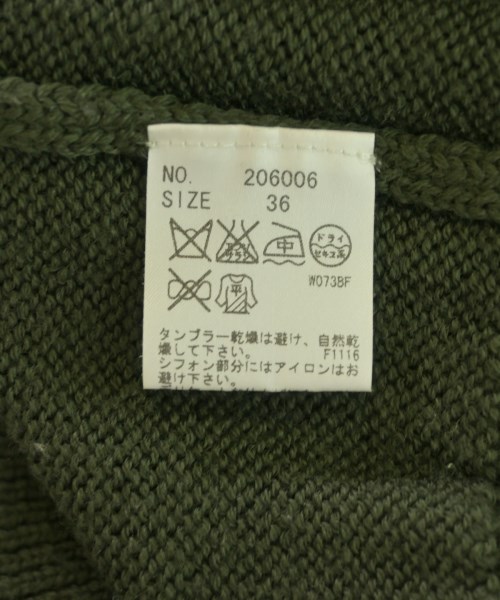 NO. 206006
SIZE 36
中 ドライ
セキユ系
平 W073BF
タンブラー乾燥は避け、自然乾
燥して下さい。 F1116
シフォン部分にはアイロンはお
避け下さい。